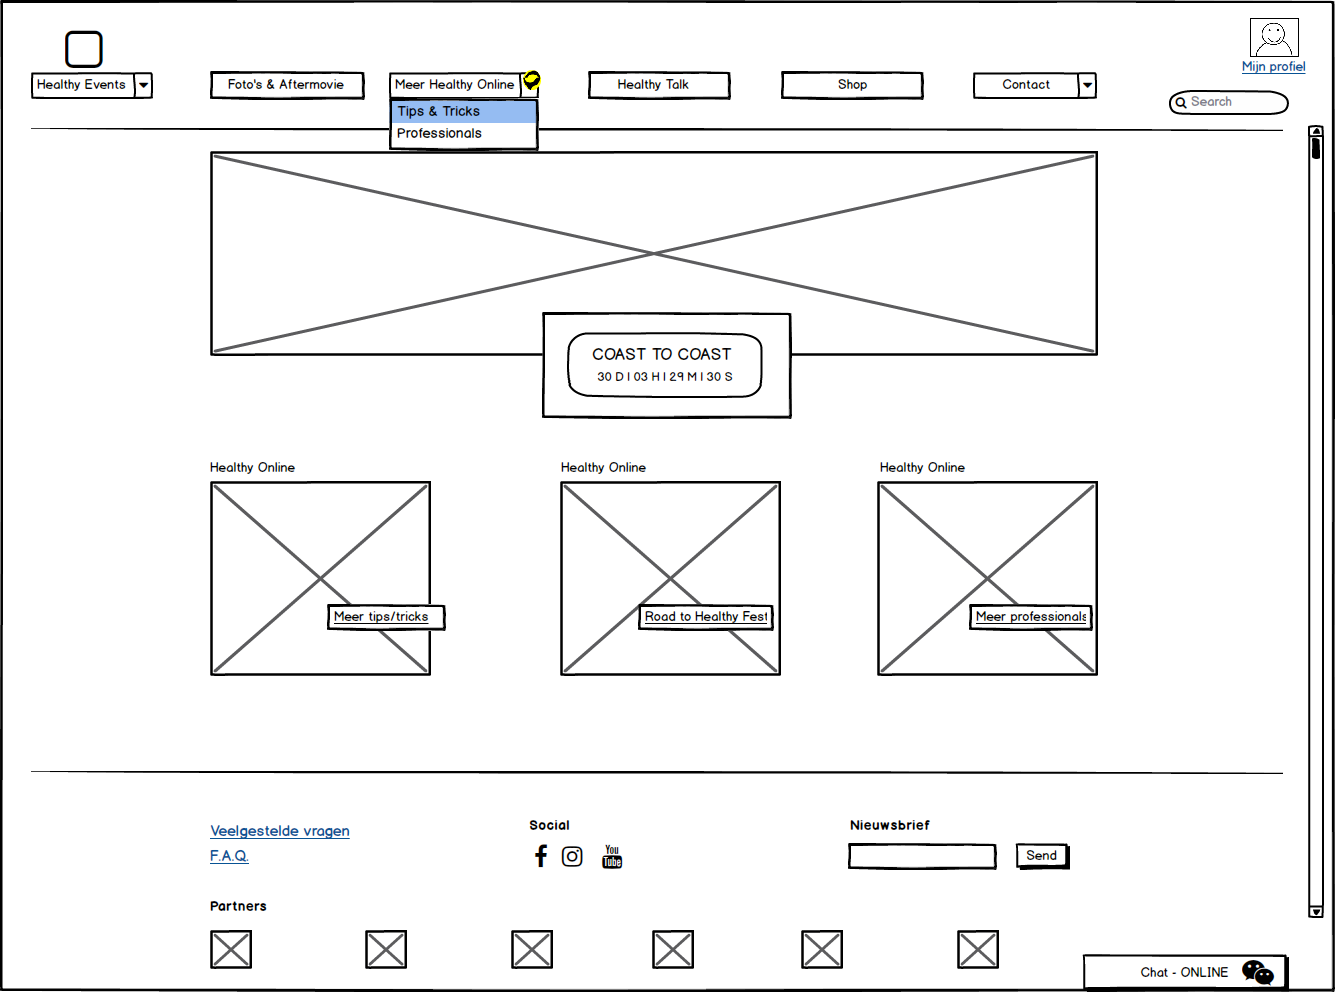 Mijn profiel
Healthy Events
Foto's & Aftermovie
Meer Healthy Online
Healthy Talk
Shop
Contact
Search
Tips & Tricks
Professionals
COAST TO COAST
30 D | 03 H | 29 M | 30 S
Healthy Online
Healthy Online
Healthy Online
Meer tips/tricks
Road to Healthy Fest
Meer professionals
Veelgestelde vragen
F.A.Q.
Social
You
Tube
Nieuwsbrief
Send
Partners
Chat - ONLINE